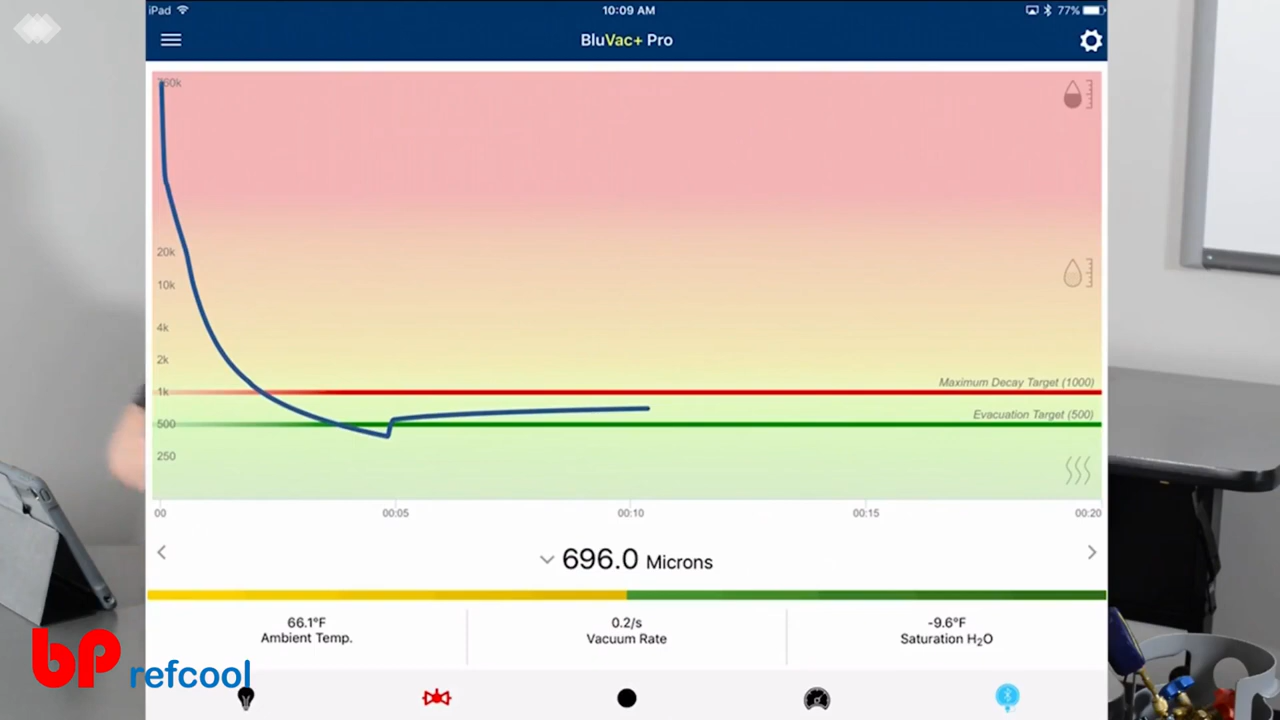 iPad 10:09 AM 77%
BluVac+ Pro
760k
20k
10k
4k
2k
1k
Maximum Decay Target (1000)
500
Evacuation Target (500)
250
00 00:05 00:10 00:15 00:20
696.0 Microns
66.1°F 0.2/s -9.6°F
Ambient Temp. Vacuum Rate Saturation H₂O
bp refcool